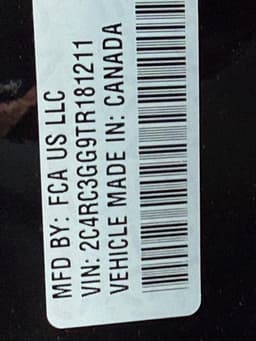 MFD BY: FCA US LLC
VIN: 2C4RC3GG9TR181211
VEHICLE MADE IN: CANADA